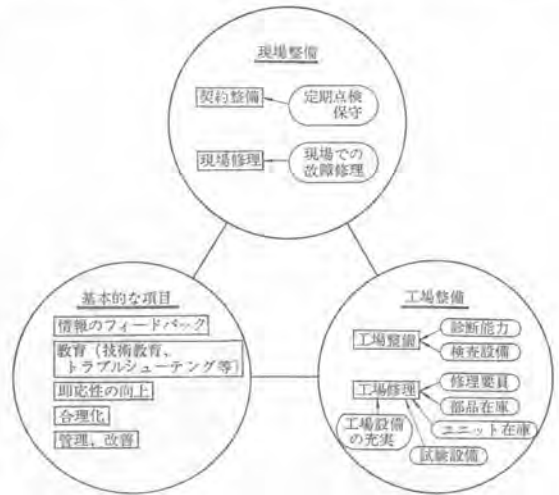 現場整備
契約整備
定期点検
保守
現場修理
現場での
故障修理
基本的な項目
情報のフィードバック
教育（技術教育、
トラブルシューテング等）
即応性の向上
合理化
管理、改善
工場整備
工場整備
診断能力
検査設備
工場修理
修理要員
部品在庫
ユニット在庫
試験設備
工場設備
の充実